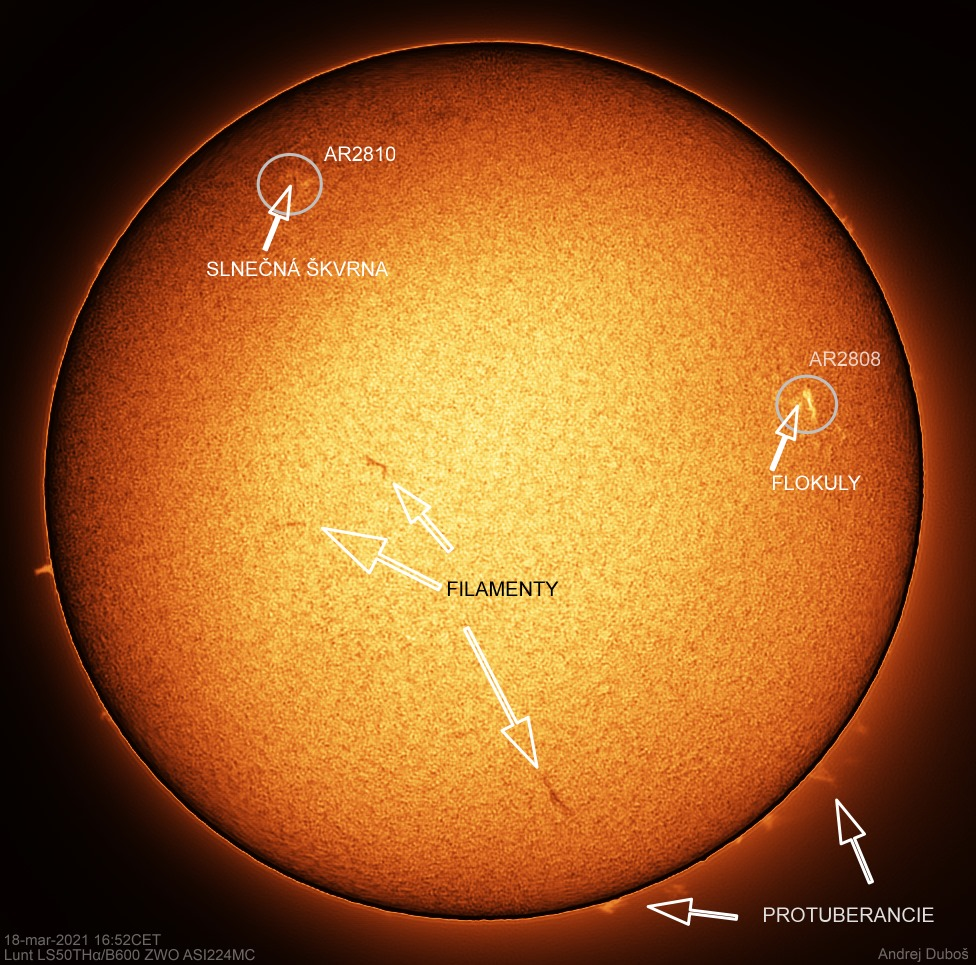 AR2810
SLNEČNÁ ŠKVRNA
AR2808
FLOKULY
FILAMENTY
PROTUBERANCIE
18-mar-2021 16:52CET
Lunt LS50THα/B600 ZWO ASI224MC
Andrej Duboš